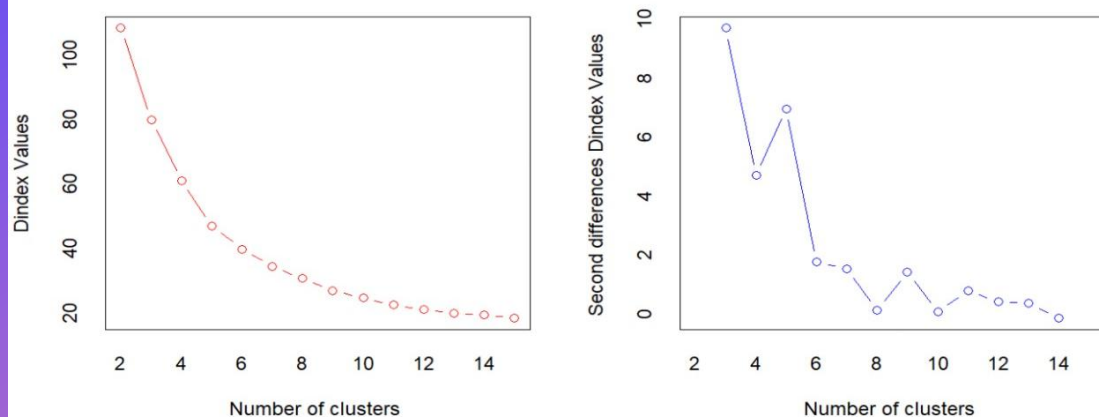 Dindex Values
100
80
60
40
20
2 4 6 8 10 12 14
Number of clusters
Second differences Dindex Values
10
8
6
4
2
0
2 4 6 8 10 12 14
Number of clusters